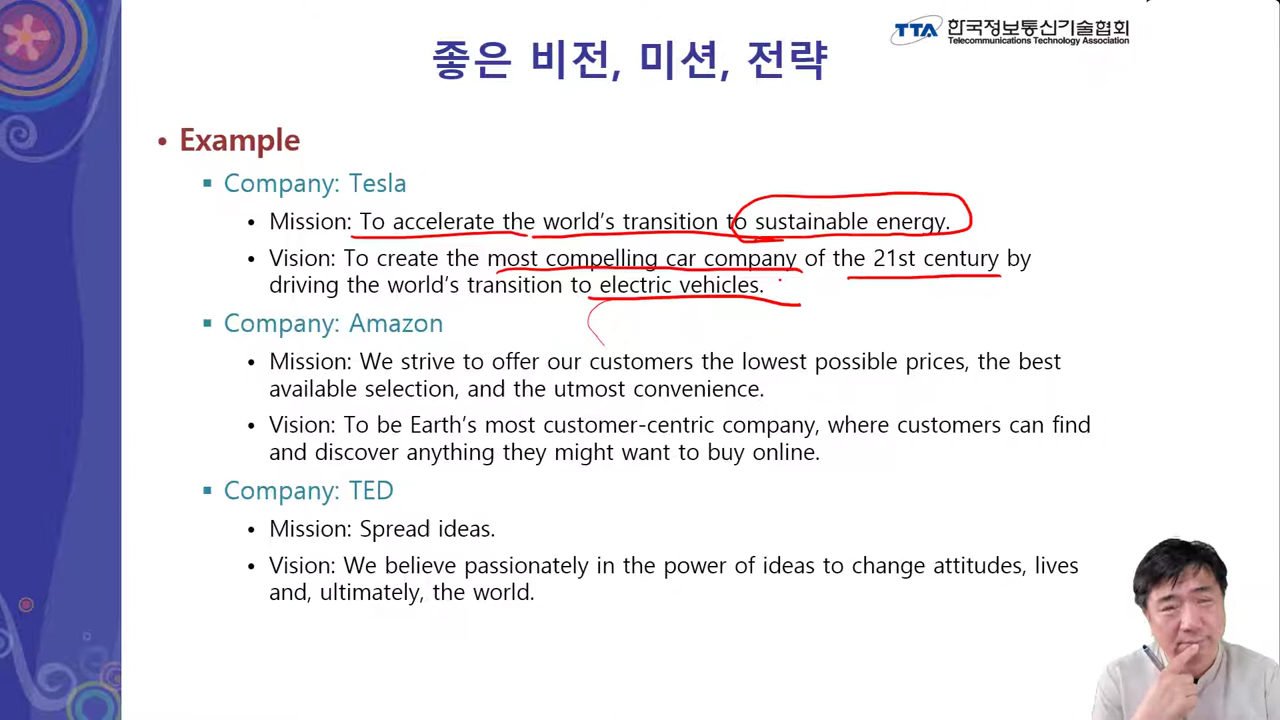 TTA 한국정보통신기술협회
Telecommunications Technology Association
좋은 비전, 미션, 전략
• Example
▪ Company: Tesla
• Mission: To accelerate the world's transition to sustainable energy.
• Vision: To create the most compelling car company of the 21st century by
driving the world's transition to electric vehicles.
▪ Company: Amazon
• Mission: We strive to offer our customers the lowest possible prices, the best
available selection, and the utmost convenience.
• Vision: To be Earth's most customer-centric company, where customers can find
and discover anything they might want to buy online.
▪ Company: TED
• Mission: Spread ideas.
• Vision: We believe passionately in the power of ideas to change attitudes, lives
and, ultimately, the world.